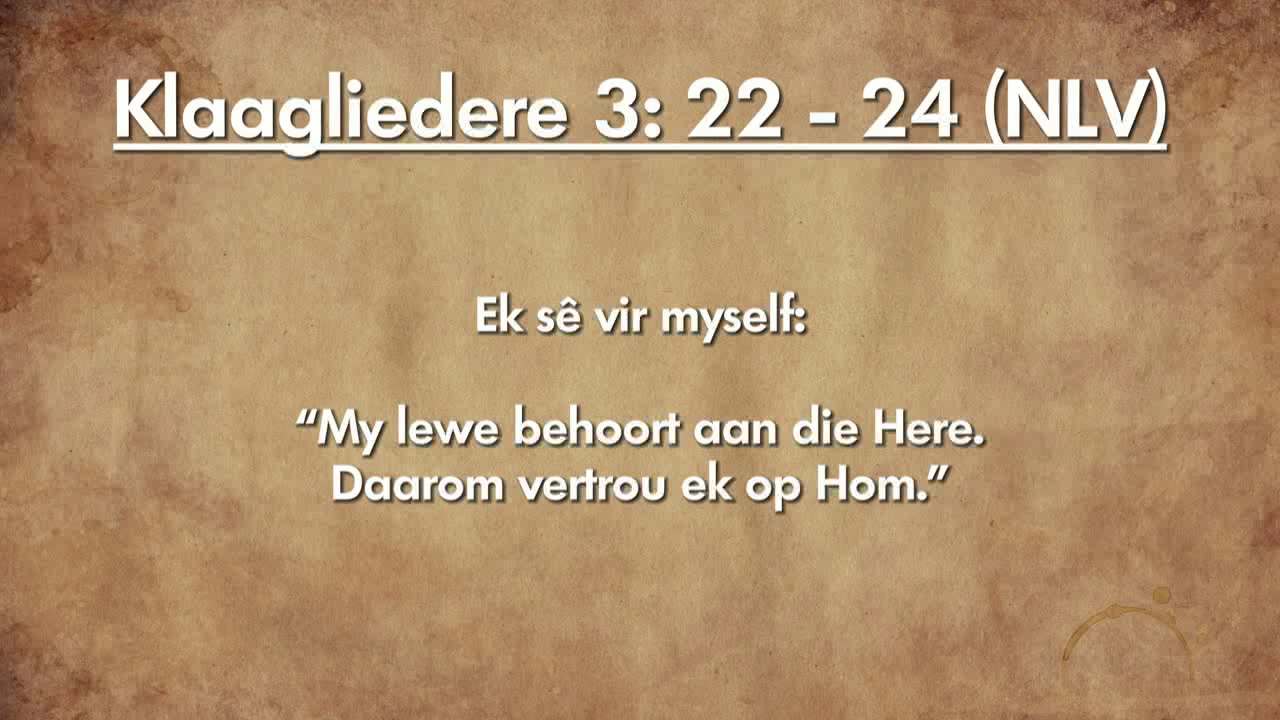 Klaagliedere 3: 22 - 24 (NLV)
Ek sê vir myself:
“My lewe behoort aan die Here.
Daarom vertrou ek op Hom.”